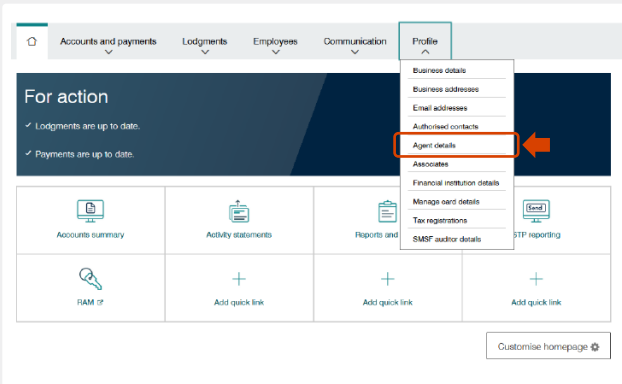 Accounts and payments
Lodgments
Employees
Communication
Profile
Business details
Business addresses
Email addresses
Authorised contacts
Agent details
Associates
Financial institution details
Manage card details
Tax registrations
SMSF auditor details
For action
Lodgments are up to date.
Payments are up to date.
Accounts summary
Activity statements
Reports and
Send
STP reporting
RAM
Add quick link
Add quick link
Add quick link
Customise homepage